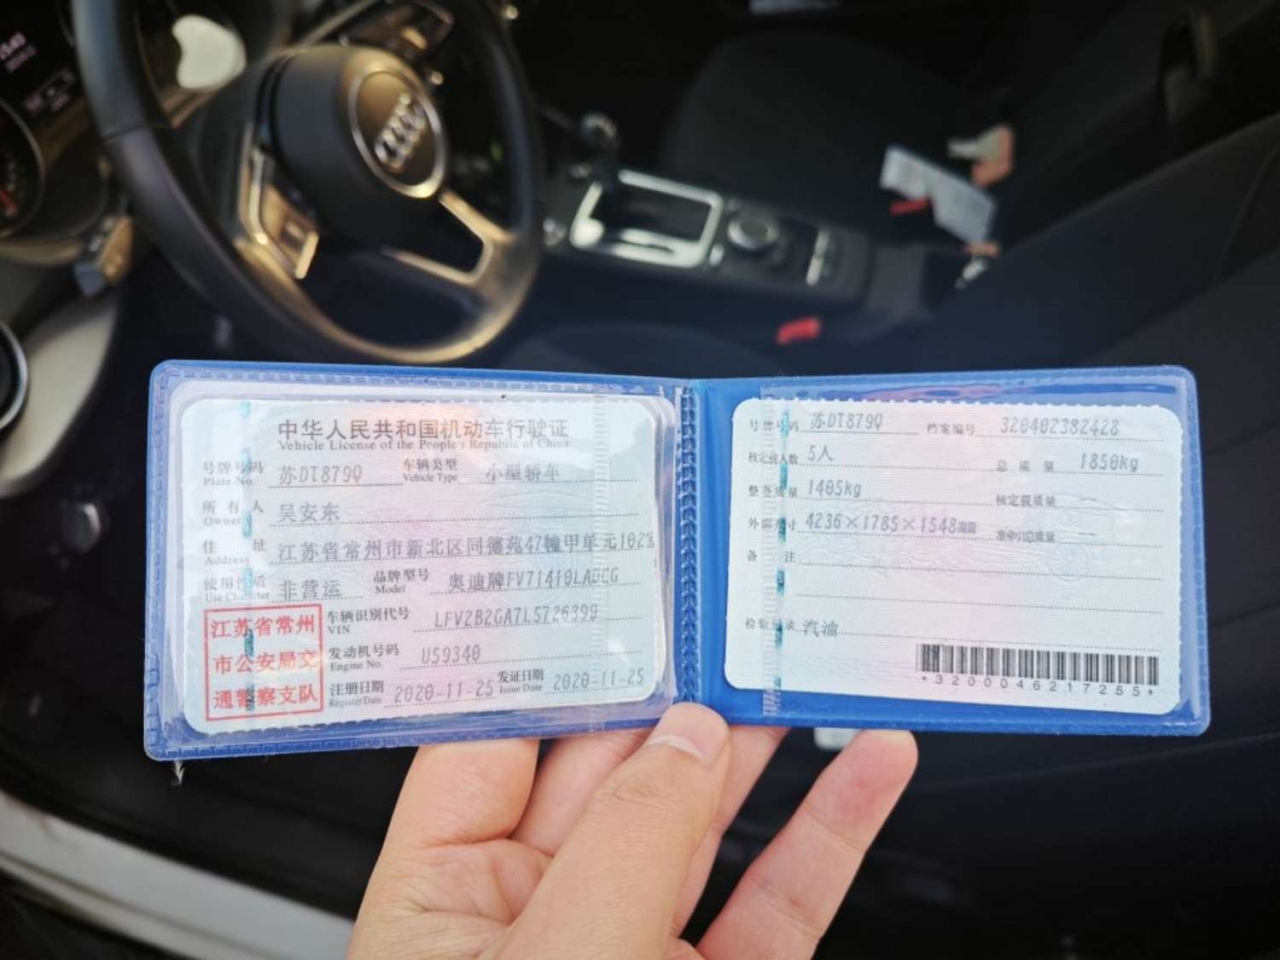 中华人民共和国机动车行驶证
Vehicle License of the People's Republic of China
号牌号码 苏DT879Q 车辆类型 小型轿车
Plate No. Vehicle Type
所有人 吴安东
Owner
住址 江苏省常州市新北区同德苑47幢甲单元102室
Address
使用性质 非营运 品牌型号 奥迪牌FV71410LADCG
Use Character Model
江苏省常州
市公安局交
通警察支队
车辆识别代号 LFV2B2GA7L5726399
VIN
发动机号码 U59340
Engine No.
注册日期 2020-11-25 发证日期 2020-11-25
Register Date Issue Date
号牌号码 苏DT879Q 档案编号 320402382428
核定载人数 5人 总质量 1850kg
整备质量 1405kg 核定载质量 —
外廓尺寸 4236×1785×1548mm 准牵引总质量 —
备注
检验记录 汽油
*3200046217255*